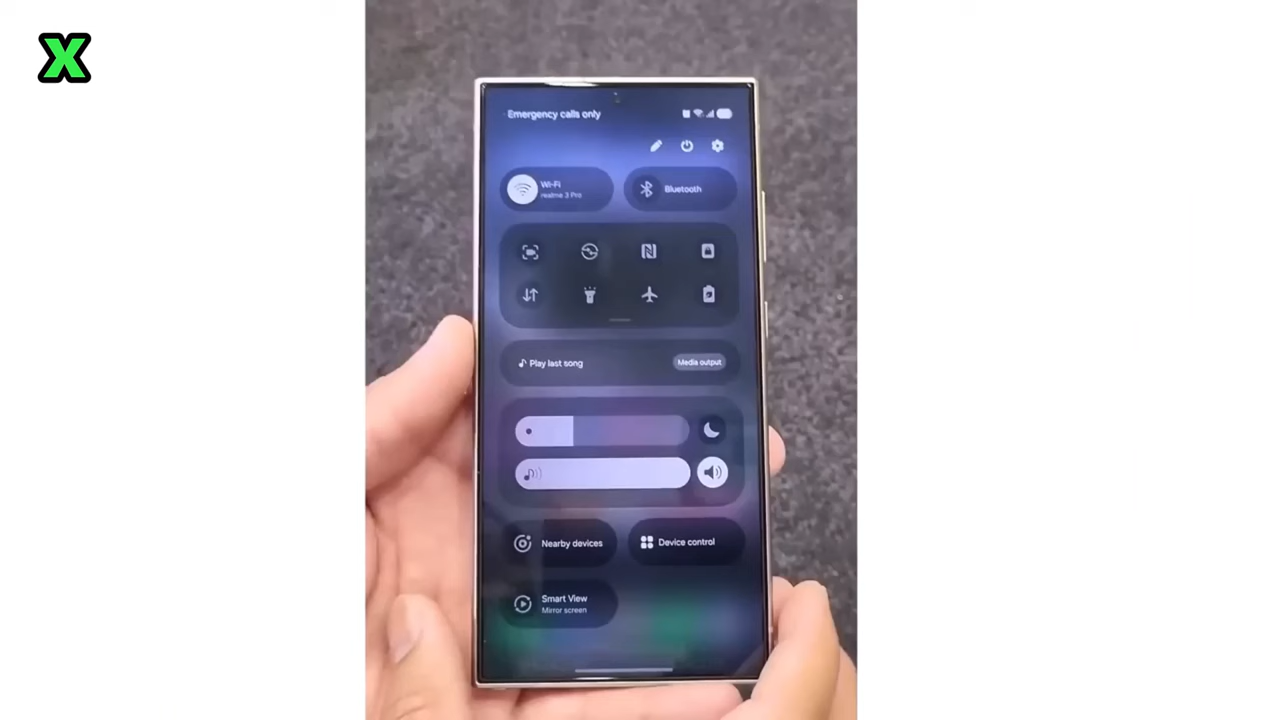 X
Emergency calls only
Wi-Fi
realme 3 Pro
Bluetooth
Play last song
Media output
Nearby devices
Device control
Smart View
Mirror screen